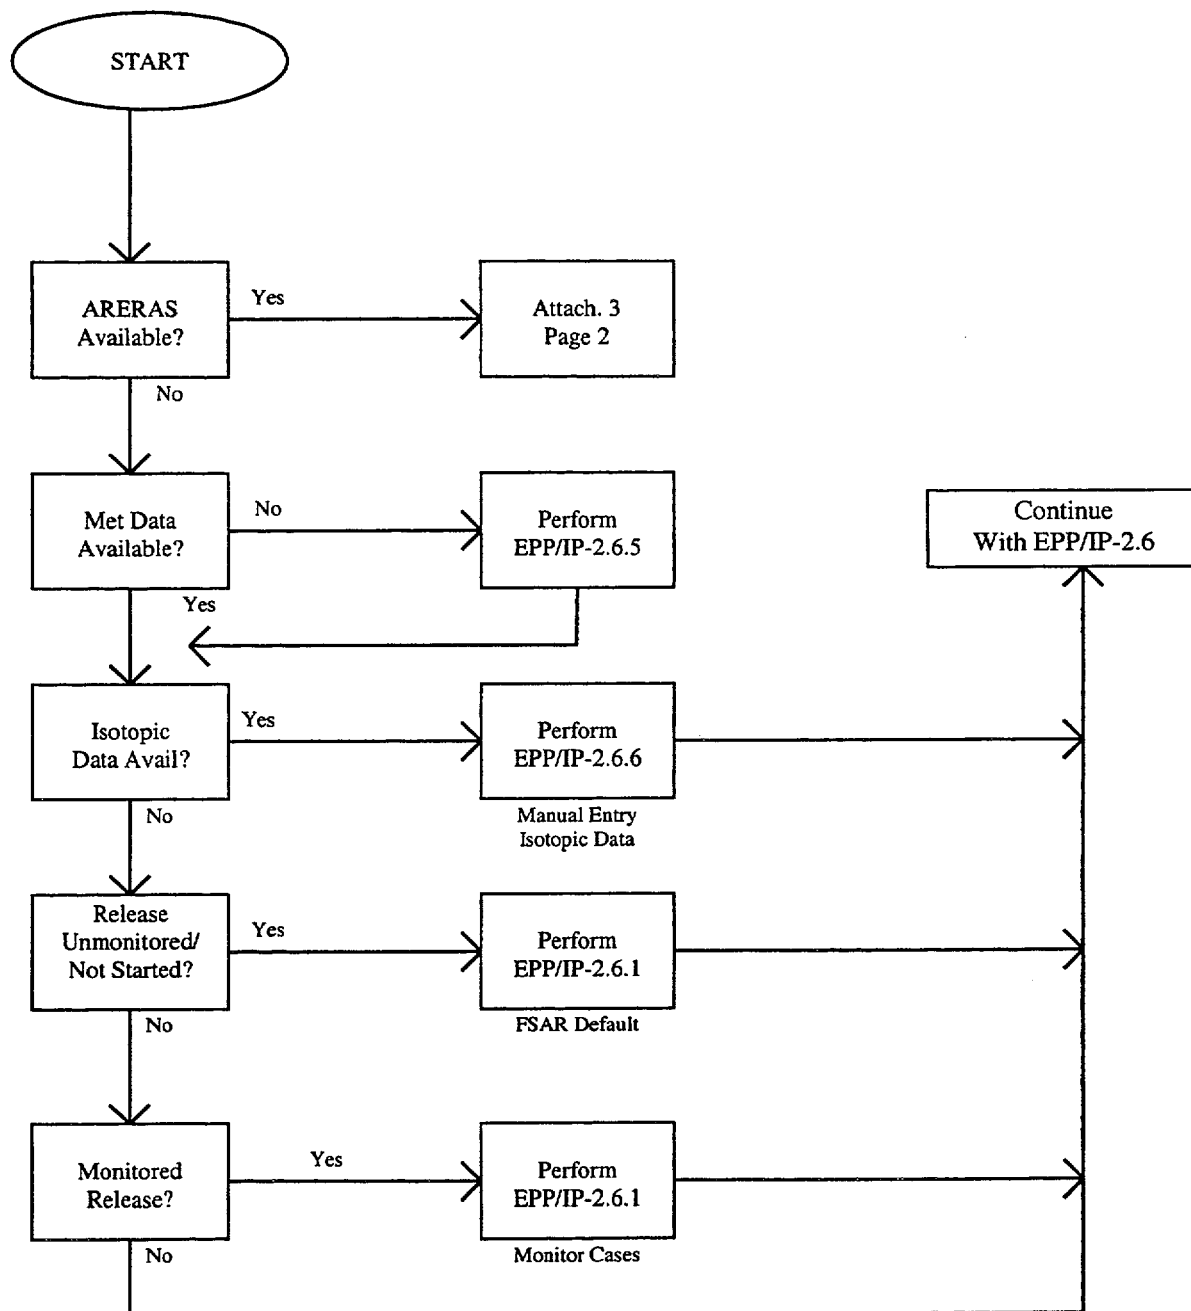 START
ARERAS
Available?
Yes
Attach. 3
Page 2
No
Met Data
Available?
No
Perform
EPP/IP-2.6.5
Continue
With EPP/IP-2.6
Yes
Isotopic
Data Avail?
Yes
Perform
EPP/IP-2.6.6
Manual Entry
Isotopic Data
No
Release
Unmonitored/
Not Started?
Yes
Perform
EPP/IP-2.6.1
FSAR Default
No
Monitored
Release?
Yes
Perform
EPP/IP-2.6.1
Monitor Cases
No